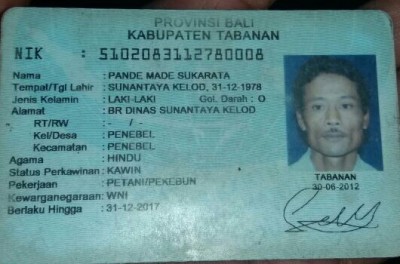 PROVINSI BALI
KABUPATEN TABANAN
NIK : 5102083112780008
Nama : PANDE MADE SUKARATA
Tempat/Tgl Lahir : SUNANTAYA KELOD, 31-12-1978
Jenis Kelamin : LAKI-LAKI Gol. Darah : O
Alamat : BR DINAS SUNANTAYA KELOD
RT/RW : - / -
Kel/Desa : PENEBEL
Kecamatan : PENEBEL
Agama : HINDU
Status Perkawinan : KAWIN
Pekerjaan : PETANI/PEKEBUN
Kewarganegaraan : WNI
Berlaku Hingga : 31-12-2017
TABANAN
30-06-2012